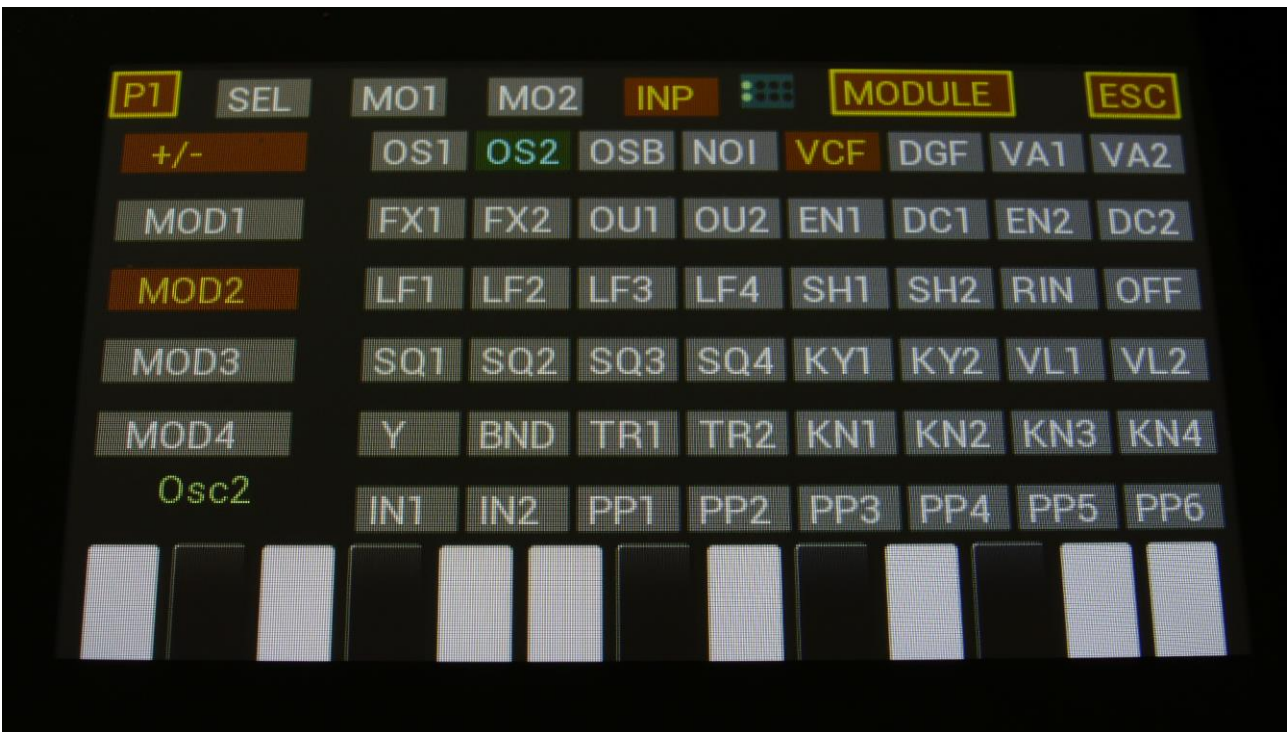 P1 SEL MO1 MO2 INP MODULE ESC
+/- OS1 OS2 OSB NOI VCF DGF VA1 VA2
MOD1 FX1 FX2 OU1 OU2 EN1 DC1 EN2 DC2
MOD2 LF1 LF2 LF3 LF4 SH1 SH2 RIN OFF
MOD3 SQ1 SQ2 SQ3 SQ4 KY1 KY2 VL1 VL2
MOD4 Y BND TR1 TR2 KN1 KN2 KN3 KN4
Osc2 IN1 IN2 PP1 PP2 PP3 PP4 PP5 PP6